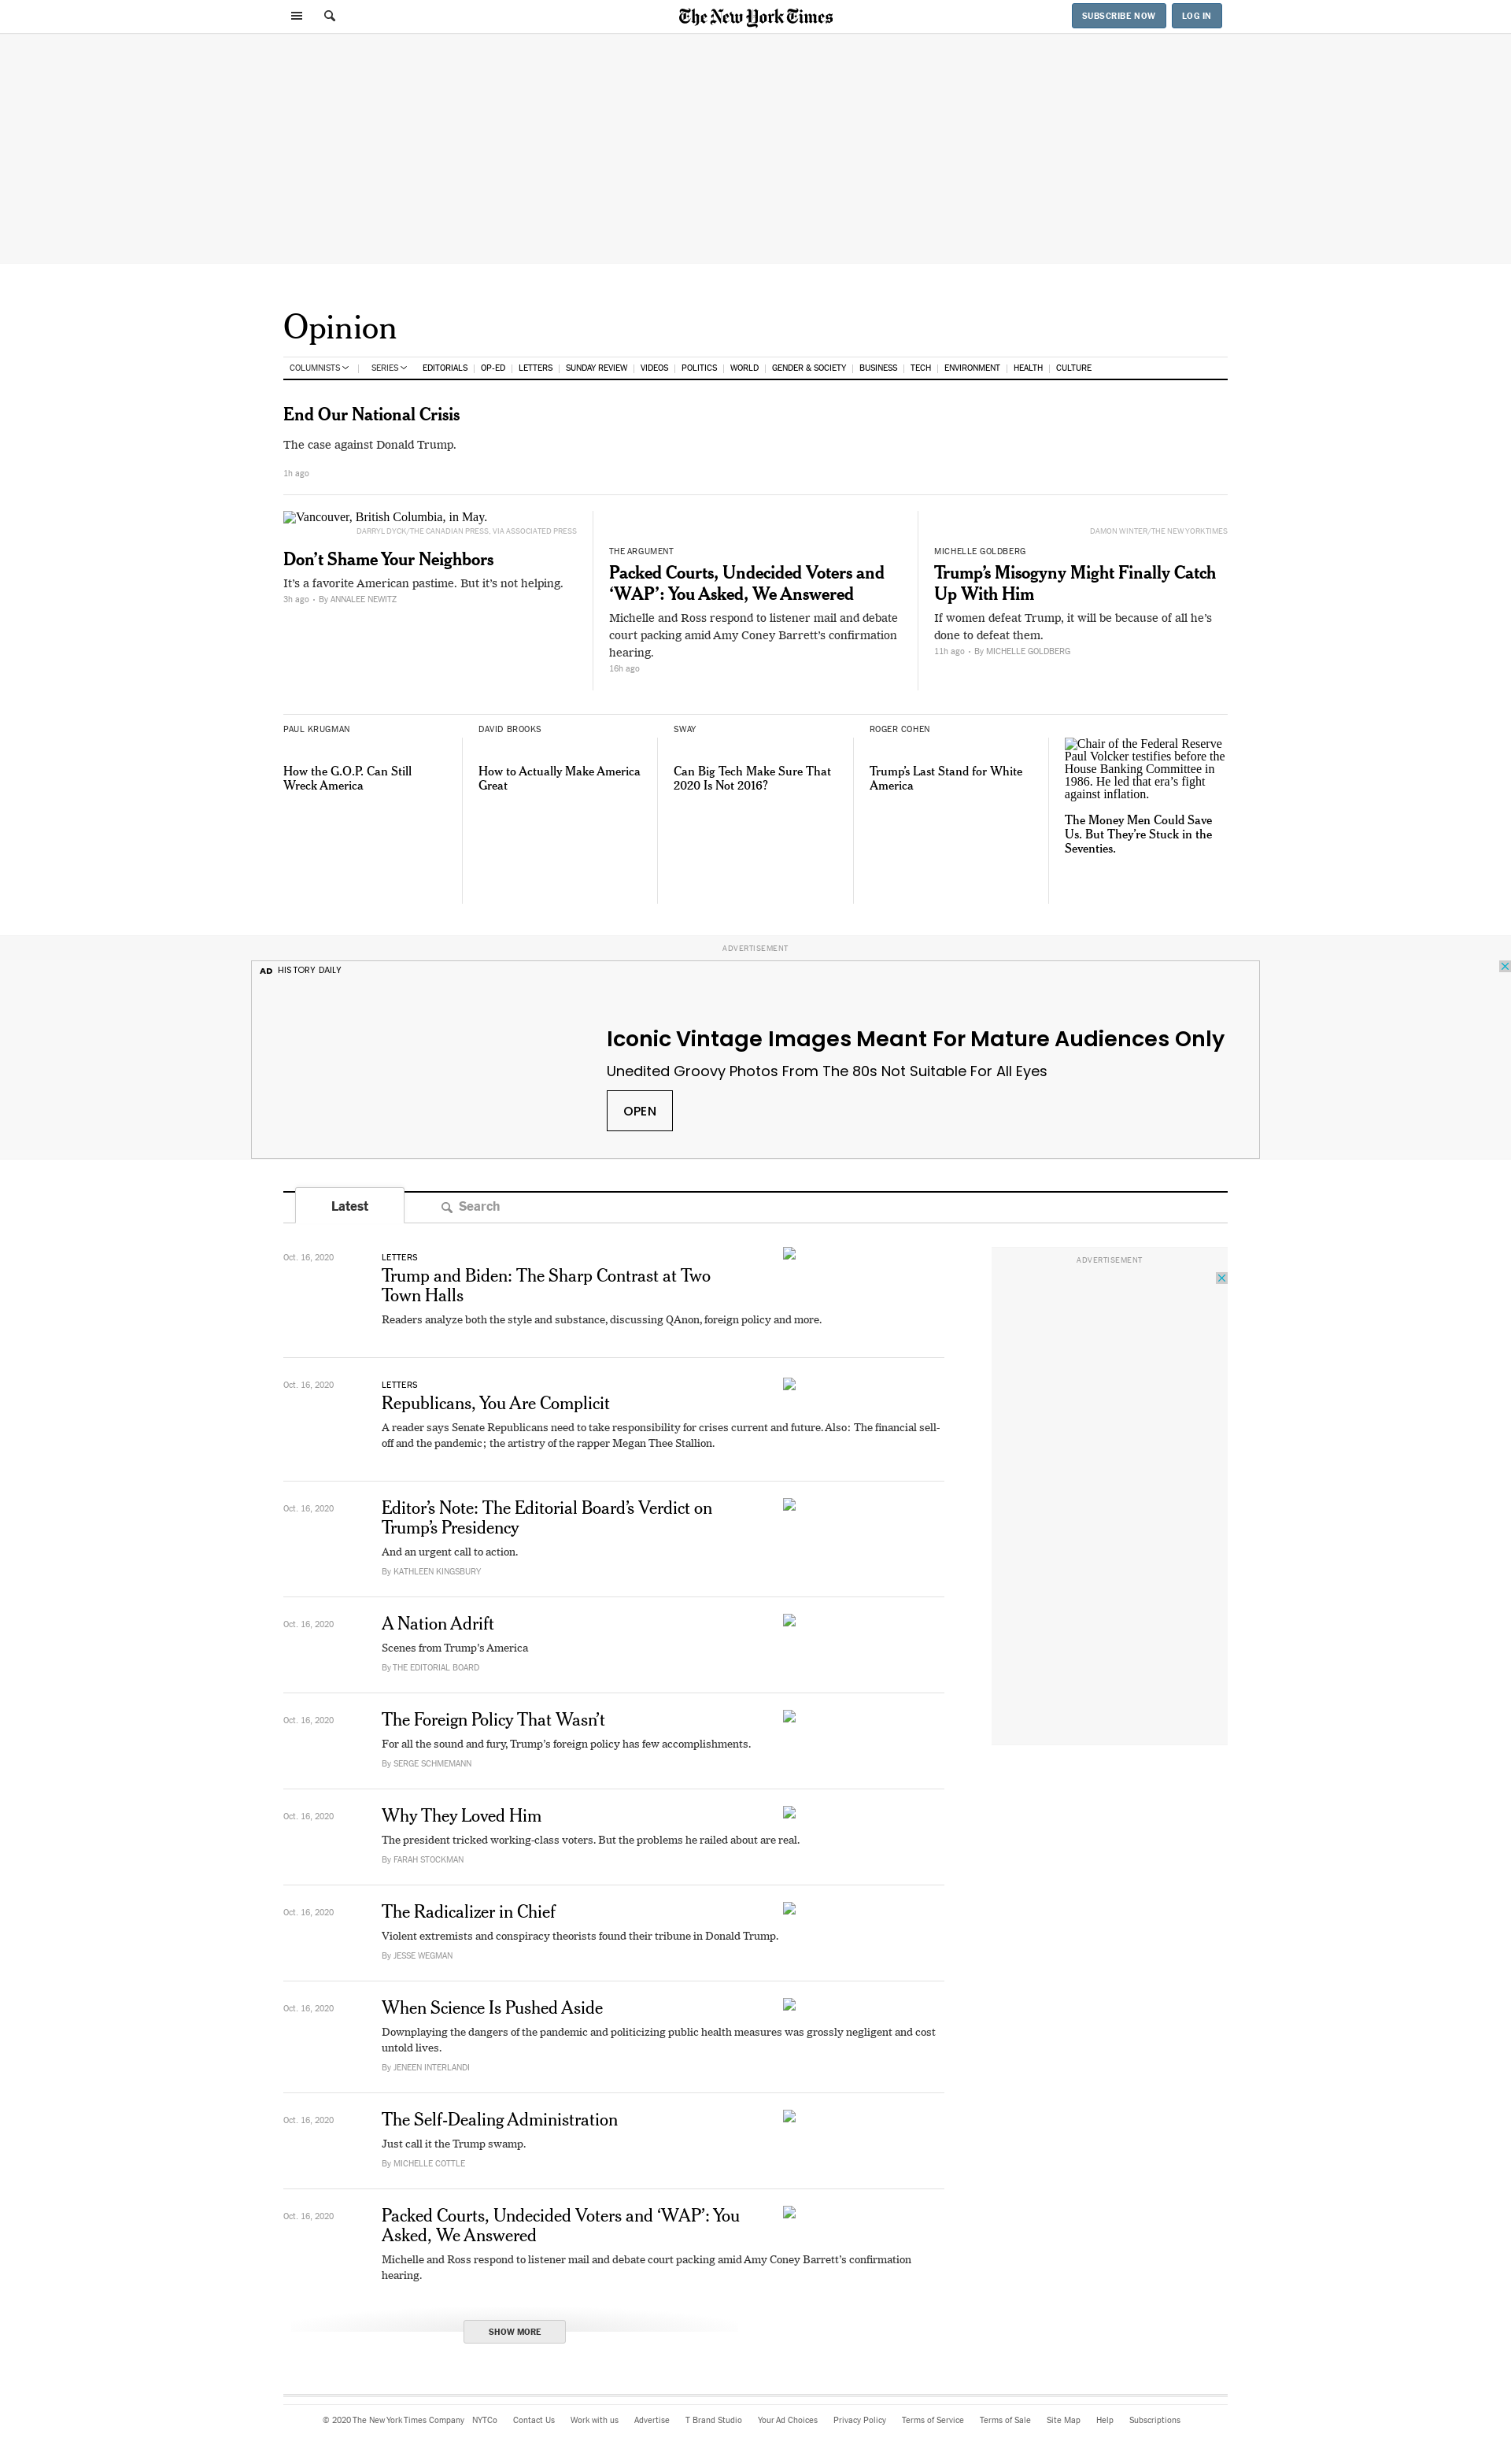 The New York Times
SUBSCRIBE NOW
LOG IN
Opinion
COLUMNISTS
SERIES
EDITORIALS
OP-ED
LETTERS
SUNDAY REVIEW
VIDEOS
POLITICS
WORLD
GENDER & SOCIETY
BUSINESS
TECH
ENVIRONMENT
HEALTH
CULTURE
End Our National Crisis
The case against Donald Trump.
1h ago
Vancouver, British Columbia, in May.
DARRYL DYCK/THE CANADIAN PRESS, VIA ASSOCIATED PRESS
Don’t Shame Your Neighbors
It’s a favorite American pastime. But it’s not helping.
3h ago • By ANNALEE NEWITZ
THE ARGUMENT
Packed Courts, Undecided Voters and
‘WAP’: You Asked, We Answered
Michelle and Ross respond to listener mail and debate
court packing amid Amy Coney Barrett’s confirmation
hearing.
16h ago
DAMON WINTER/THE NEW YORK TIMES
MICHELLE GOLDBERG
Trump’s Misogyny Might Finally Catch
Up With Him
If women defeat Trump, it will be because of all he’s
done to defeat them.
11h ago • By MICHELLE GOLDBERG
PAUL KRUGMAN
How the G.O.P. Can Still
Wreck America
DAVID BROOKS
How to Actually Make America
Great
SWAY
Can Big Tech Make Sure That
2020 Is Not 2016?
ROGER COHEN
Trump’s Last Stand for White
America
Chair of the Federal Reserve
Paul Volcker testifies before the
House Banking Committee in
1986. He led that era’s fight
against inflation.
The Money Men Could Save
Us. But They’re Stuck in the
Seventies.
ADVERTISEMENT
AD HISTORY DAILY
Iconic Vintage Images Meant For Mature Audiences Only
Unedited Groovy Photos From The 80s Not Suitable For All Eyes
OPEN
Latest
Search
Oct. 16, 2020
LETTERS
Trump and Biden: The Sharp Contrast at Two
Town Halls
Readers analyze both the style and substance, discussing QAnon, foreign policy and more.
ADVERTISEMENT
Oct. 16, 2020
LETTERS
Republicans, You Are Complicit
A reader says Senate Republicans need to take responsibility for crises current and future. Also: The financial sell-
off and the pandemic; the artistry of the rapper Megan Thee Stallion.
Oct. 16, 2020
Editor’s Note: The Editorial Board’s Verdict on
Trump’s Presidency
And an urgent call to action.
By KATHLEEN KINGSBURY
Oct. 16, 2020
A Nation Adrift
Scenes from Trump’s America
By THE EDITORIAL BOARD
Oct. 16, 2020
The Foreign Policy That Wasn’t
For all the sound and fury, Trump’s foreign policy has few accomplishments.
By SERGE SCHMEMANN
Oct. 16, 2020
Why They Loved Him
The president tricked working-class voters. But the problems he railed about are real.
By FARAH STOCKMAN
Oct. 16, 2020
The Radicalizer in Chief
Violent extremists and conspiracy theorists found their tribune in Donald Trump.
By JESSE WEGMAN
Oct. 16, 2020
When Science Is Pushed Aside
Downplaying the dangers of the pandemic and politicizing public health measures was grossly negligent and cost
untold lives.
By JENEEN INTERLANDI
Oct. 16, 2020
The Self-Dealing Administration
Just call it the Trump swamp.
By MICHELLE COTTLE
Oct. 16, 2020
Packed Courts, Undecided Voters and ‘WAP’: You
Asked, We Answered
Michelle and Ross respond to listener mail and debate court packing amid Amy Coney Barrett’s confirmation
hearing.
SHOW MORE
© 2020 The New York Times Company NYTCo Contact Us Work with us Advertise T Brand Studio Your Ad Choices Privacy Policy Terms of Service Terms of Sale Site Map Help Subscriptions